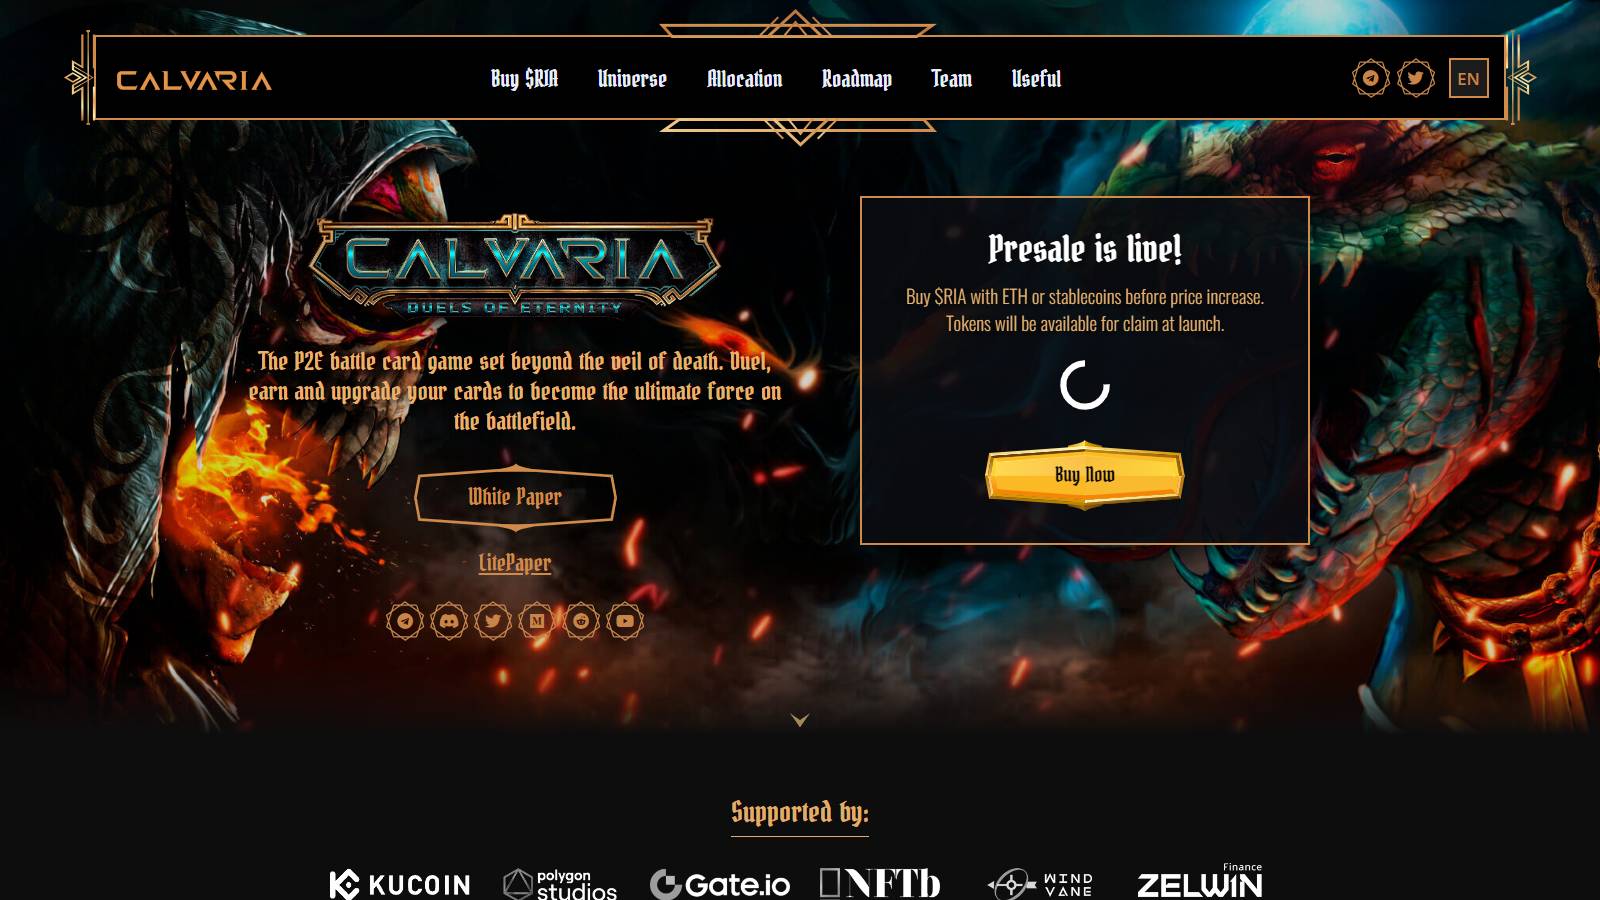 CALVARIA
Buy $RIA
Universe
Allocation
Roadmap
Team
Useful
EN
CALVARIA
DUELS OF ETERNITY
The P2E battle card game set beyond the veil of death. Duel,
earn and upgrade your cards to become the ultimate force on
the battlefield.
White Paper
LitePaper
Presale is live!
Buy $RIA with ETH or stablecoins before price increase.
Tokens will be available for claim at launch.
Buy Now
Supported by:
KUCOIN
polygon
studios
Gate.io
NFTb
WIND
VANE
Finance
ZELWIN